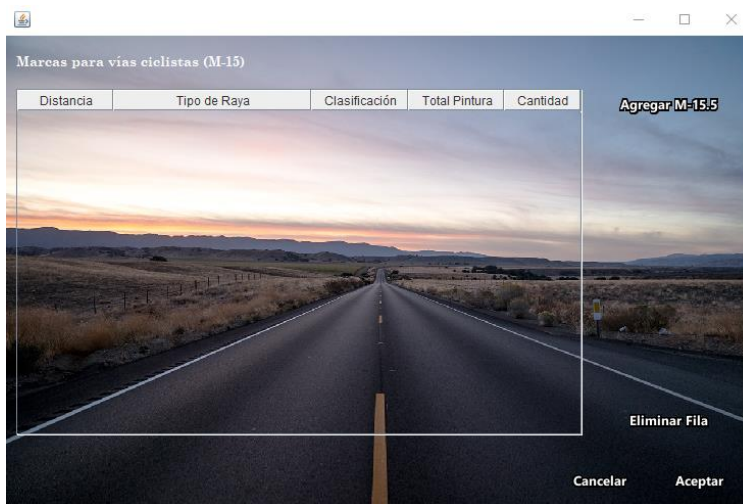 Marcas para vías ciclistas (M-15)
Distancia Tipo de Raya Clasificación Total Pintura Cantidad
Agregar M-15.5
Eliminar Fila
Cancelar Aceptar